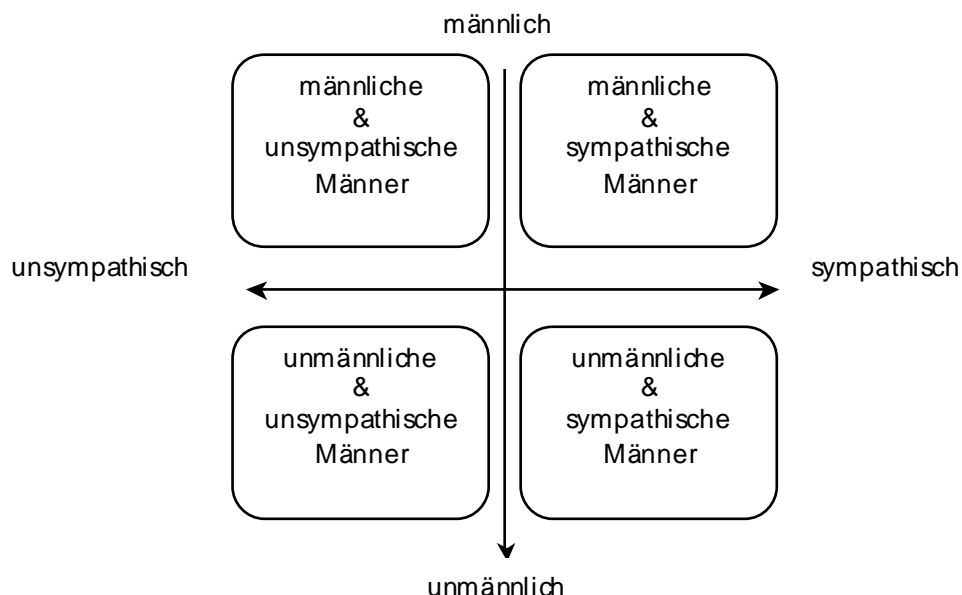 männlich
männliche
&
unsympathische
Männer
männliche
&
sympathische
Männer
unsympathisch
sympathisch
unmännliche
&
unsympathische
Männer
unmännliche
&
sympathische
Männer
unmännlich